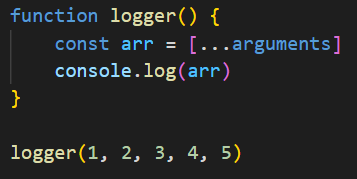 function logger() {
    const arr = [...arguments]
    console.log(arr)
}

logger(1, 2, 3, 4, 5)